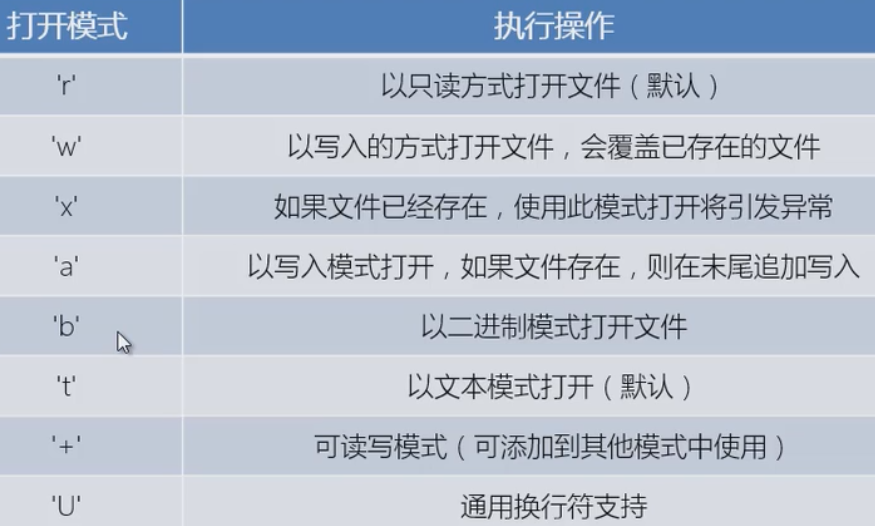 打开模式 执行操作
'r' 以只读方式打开文件（默认）
'w' 以写入的方式打开文件，会覆盖已存在的文件
'x' 如果文件已经存在，使用此模式打开将引发异常
'a' 以写入模式打开，如果文件存在，则在末尾追加写入
'b' 以二进制模式打开文件
't' 以文本模式打开（默认）
'+' 可读写模式（可添加到其他模式中使用）
'U' 通用换行符支持